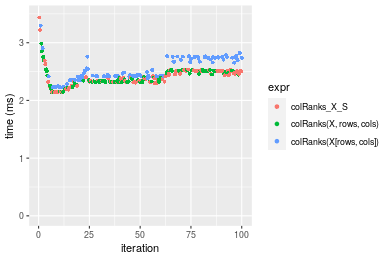 3
2
1
0
time (ms)
0
25
50
75
100
iteration
expr
colRanks_X_S
colRanks(X, rows, cols)
colRanks(X[rows, cols])